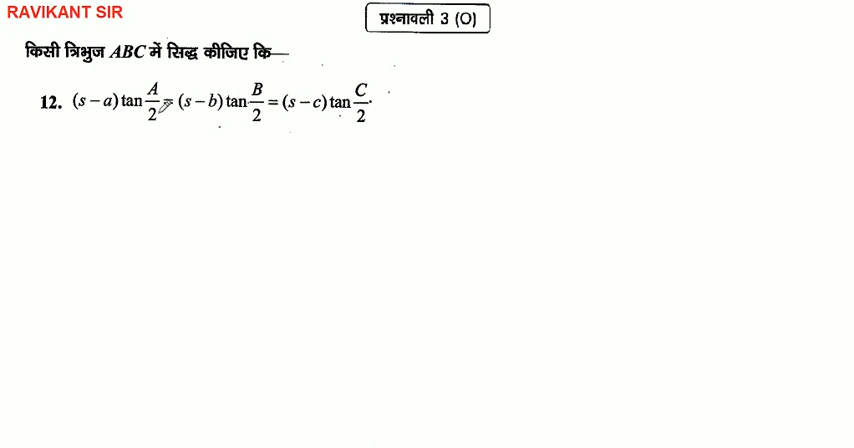 RAVIKANT SIR
प्रश्नावली 3 (O)
किसी त्रिभुज ABC में सिद्ध कीजिए कि—
12. (s – a) tan A/2 = (s – b) tan B/2 = (s – c) tan C/2.